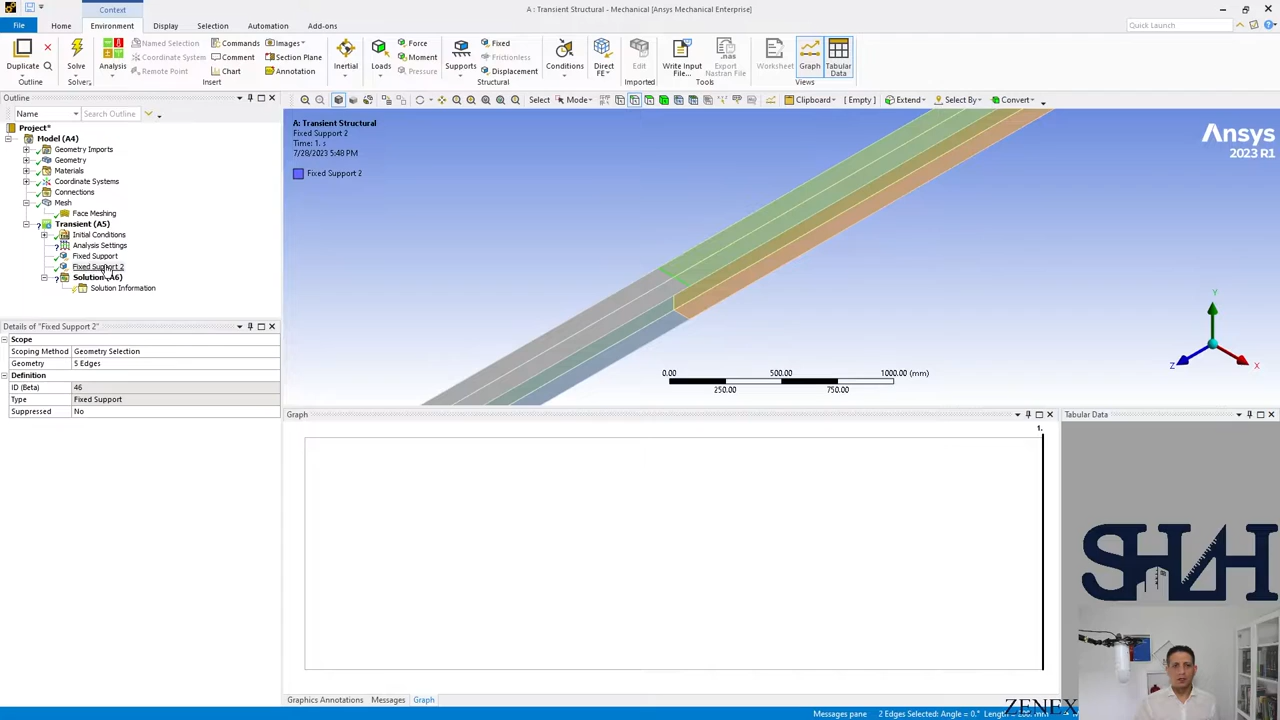 Context
A : Transient Structural - Mechanical [Ansys Mechanical Enterprise]
File
Home
Environment
Display
Selection
Automation
Add-ons
Quick Launch
Duplicate
Solve
Analysis
Named Selection
Coordinate System
Remote Point
Commands
Comment
Chart
Images
Section Plane
Annotation
Inertial
Loads
Force
Moment
Pressure
Supports
Fixed
Frictionless
Displacement
Conditions
Direct
FE
Edit
Write Input
File...
Export
Nastran File
Worksheet
Graph
Tabular
Data
Outline
Solver
Insert
Structural
Imported
Tools
Views
Outline
Name
Search Outline
Select
Mode
Clipboard
[ Empty ]
Extend
Select By
Convert
Project*
Model (A4)
Geometry Imports
Geometry
Materials
Coordinate Systems
Connections
Mesh
Face Meshing
Transient (A5)
Initial Conditions
Analysis Settings
Fixed Support
Fixed Support 2
Solution (A6)
Solution Information
A: Transient Structural
Fixed Support 2
Time: 1. s
7/28/2023 5:48 PM
Fixed Support 2
Ansys
2023 R1
Y
Z
X
0.00
500.00
1000.00 (mm)
250.00
750.00
Details of "Fixed Support 2"
Scope
Scoping Method
Geometry Selection
Geometry
5 Edges
Definition
ID (Beta)
46
Type
Fixed Support
Suppressed
No
Graph
1.
Tabular Data
Graphics Annotations
Messages
Graph
ZENEX
Messages pane
2 Edges Selected: Angle = 0.°